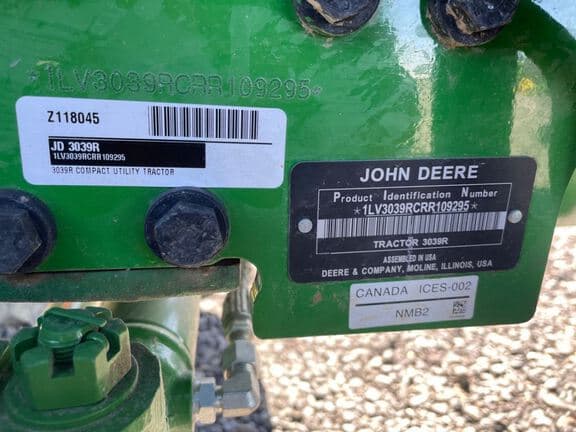 *1LV3039RCRR109295*
Z118045
JD 3039R
1LV3039RCRR109295
3039R COMPACT UTILITY TRACTOR
JOHN DEERE
Product Identification Number
*1LV3039RCRR109295*
TRACTOR 3039R
ASSEMBLED IN USA
DEERE & COMPANY, MOLINE, ILLINOIS, USA
CANADA ICES-002
NMB2